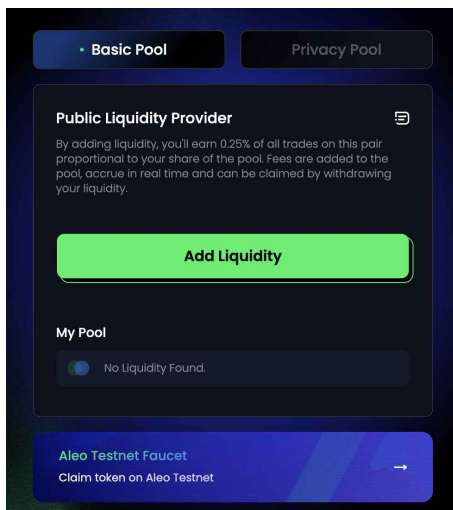 Basic Pool
Privacy Pool
Public Liquidity Provider
By adding liquidity, you'll earn 0.25% of all trades on this pair
proportional to your share of the pool. Fees are added to the
pool, accrue in real time and can be claimed by withdrawing
your liquidity.
Add Liquidity
My Pool
No Liquidity Found.
Aleo Testnet Faucet
Claim token on Aleo Testnet